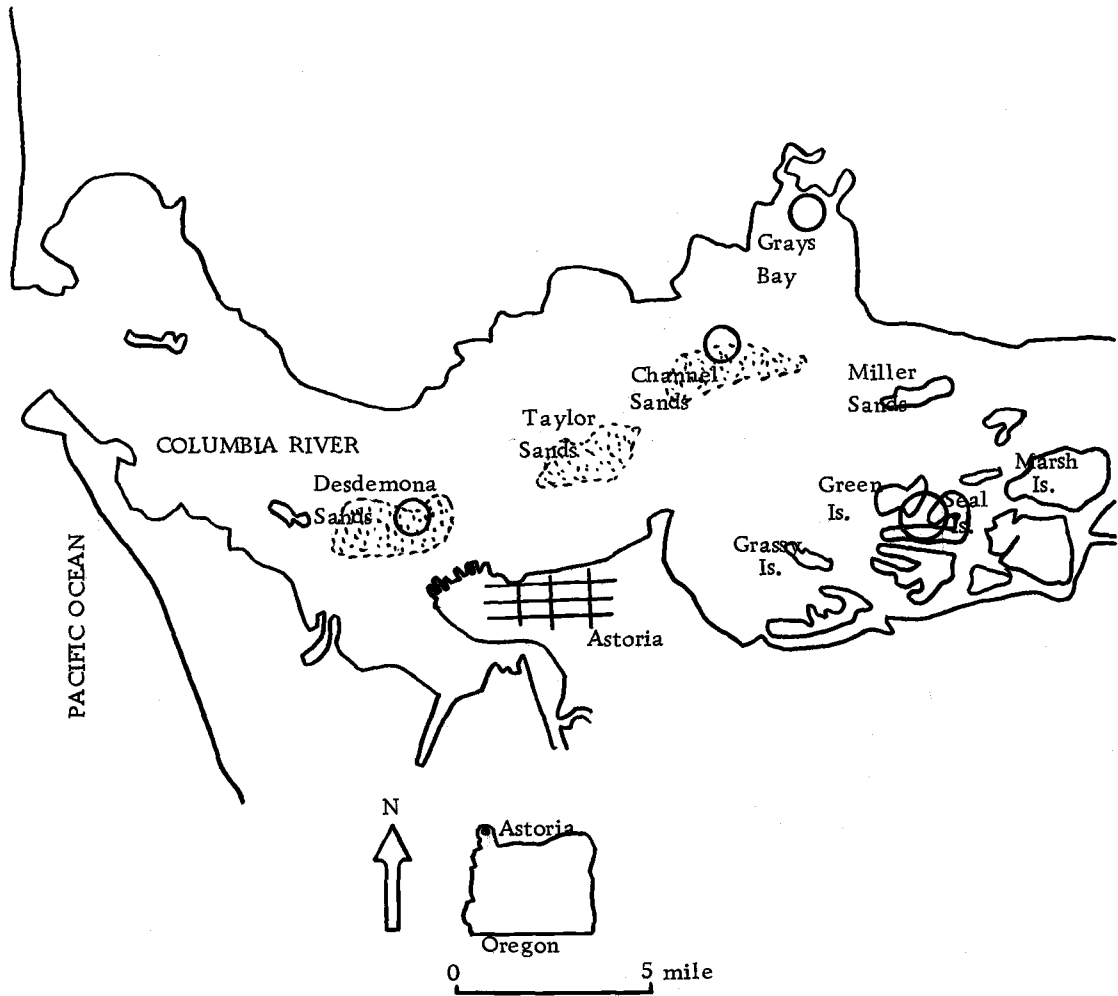 Grays
Bay
Channel
Sands
Miller
Sands
Taylor
Sands
COLUMBIA RIVER
Marsh
Is.
Desdemona
Sands
Green
Is.
Seal
Is.
Grassy
Is.
PACIFIC OCEAN
Astoria
N
Astoria
Oregon
0 5 mile